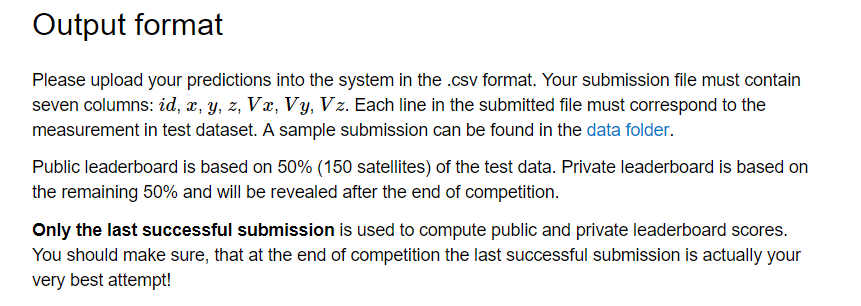 Output format
Please upload your predictions into the system in the .csv format. Your submission file must contain
seven columns: id, x, y, z, Vx, Vy, Vz. Each line in the submitted file must correspond to the
measurement in test dataset. A sample submission can be found in the data folder.
Public leaderboard is based on 50% (150 satellites) of the test data. Private leaderboard is based on
the remaining 50% and will be revealed after the end of competition.
Only the last successful submission is used to compute public and private leaderboard scores.
You should make sure, that at the end of competition the last successful submission is actually your
very best attempt!